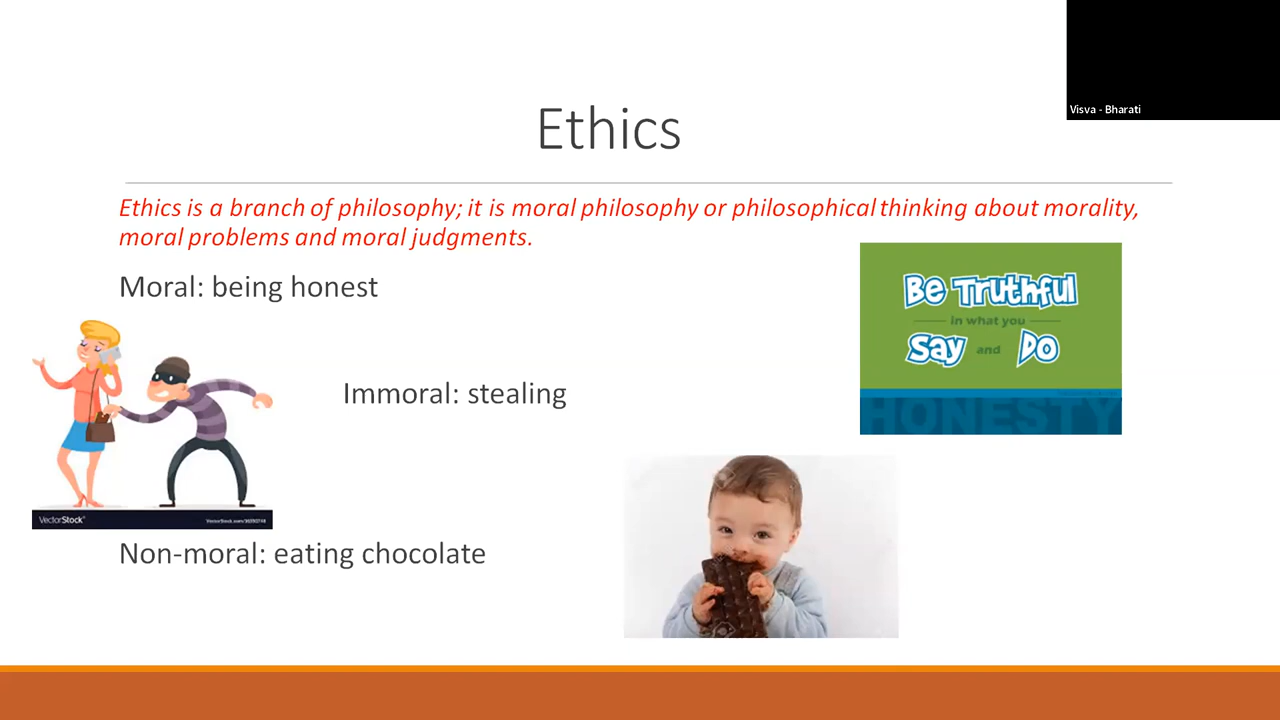 Visva - Bharati
Ethics
Ethics is a branch of philosophy; it is moral philosophy or philosophical thinking about morality,
moral problems and moral judgments.
Moral: being honest
Be Truthful
in what you
Say and Do
HONESTY
Immoral: stealing
VectorStock®
Non-moral: eating chocolate